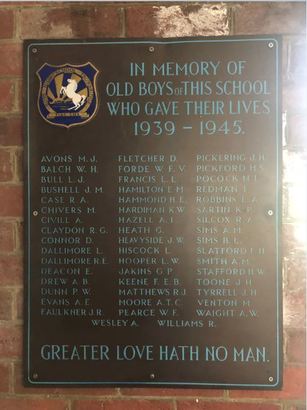 IN MEMORY OF
OLD BOYS OF THIS SCHOOL
WHO GAVE THEIR LIVES
1939 - 1945.
AVONS M.J. FLETCHER D. PICKERING J.H.
BALCH W.H. FORDE W.F.V. PICKFORD H.S.
BULL L.J. FRANCIS L.L. POCOCK H.L.
BUSHELL J.M. HAMILTON E.M. REDMAN L.
CASE R.A. HAMMOND H.E. ROBBINS E.A.
CHIVERS M. HARDIMAN K.W. SARTIN K.R.
CIVILL A. HAZELL A.I. SILCOX R.A.
CLAYDON R.G. HEATH G. SIMS A.M.
CONNOR D. HEAVYSIDE J.W. SIMS R.L.
DALLIMORE L. HISCOCK L. SLATFORD F.H.
DALLIMORE R.E. HOOPER L.W. SMITH A.M.
DEACON E. JAKINS G.P. STAFFORD H.W.
DREW A.B. KEENE F.E.B. TOONE J.H.
DUNN P.W. MATTHEWS R.J. TYRRELL J.H.
EVANS A.E. MOORE A.T.C. VENTON M.
FAULKNER J.R. PEARCE W.F. WAIGHT A.W.
WESLEY A. WILLIAMS R.
GREATER LOVE HATH NO MAN.